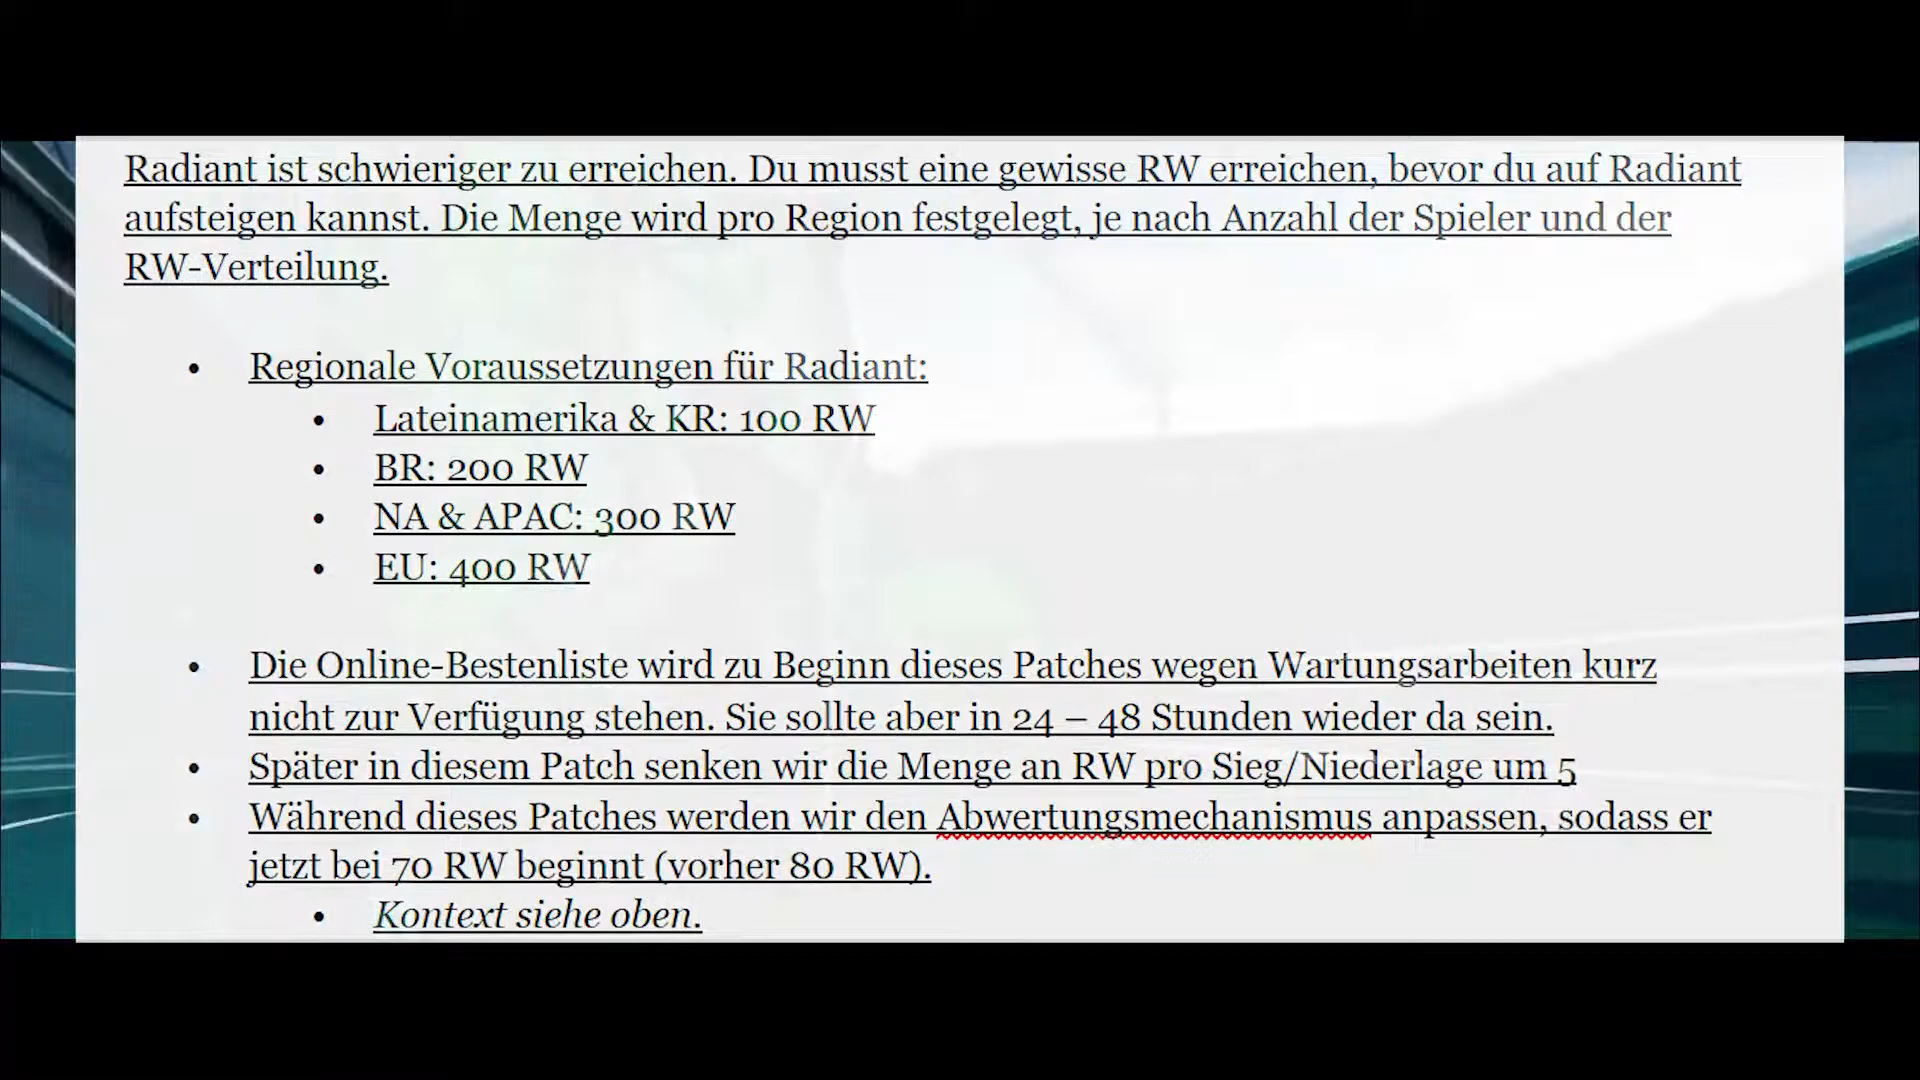 Radiant ist schwieriger zu erreichen. Du musst eine gewisse RW erreichen, bevor du auf Radiant
aufsteigen kannst. Die Menge wird pro Region festgelegt, je nach Anzahl der Spieler und der
RW-Verteilung.
• Regionale Voraussetzungen für Radiant:
• Lateinamerika & KR: 100 RW
• BR: 200 RW
• NA & APAC: 300 RW
• EU: 400 RW
• Die Online-Bestenliste wird zu Beginn dieses Patches wegen Wartungsarbeiten kurz
nicht zur Verfügung stehen. Sie sollte aber in 24 – 48 Stunden wieder da sein.
• Später in diesem Patch senken wir die Menge an RW pro Sieg/Niederlage um 5
• Während dieses Patches werden wir den Abwertungsmechanismus anpassen, sodass er
jetzt bei 70 RW beginnt (vorher 80 RW).
• Kontext siehe oben.